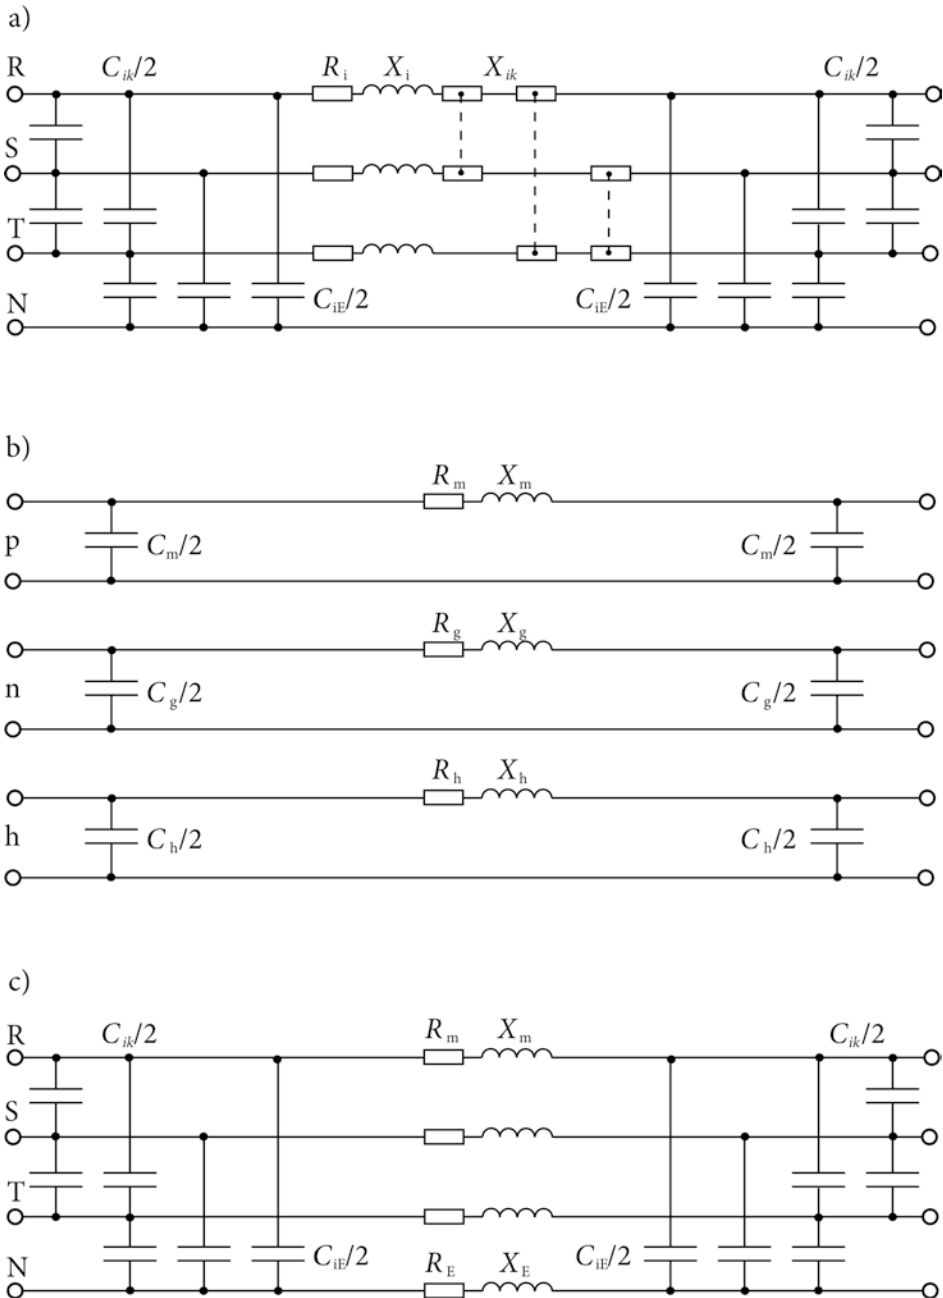 a)
R C_ik/2 R_i X_i X_ik C_ik/2
S
T
N C_iE/2 C_iE/2
b)
R_m X_m
p C_m/2 C_m/2
R_g X_g
n C_g/2 C_g/2
R_h X_h
h C_h/2 C_h/2
c)
R C_ik/2 R_m X_m C_ik/2
S
T
N C_iE/2 R_E X_E C_iE/2